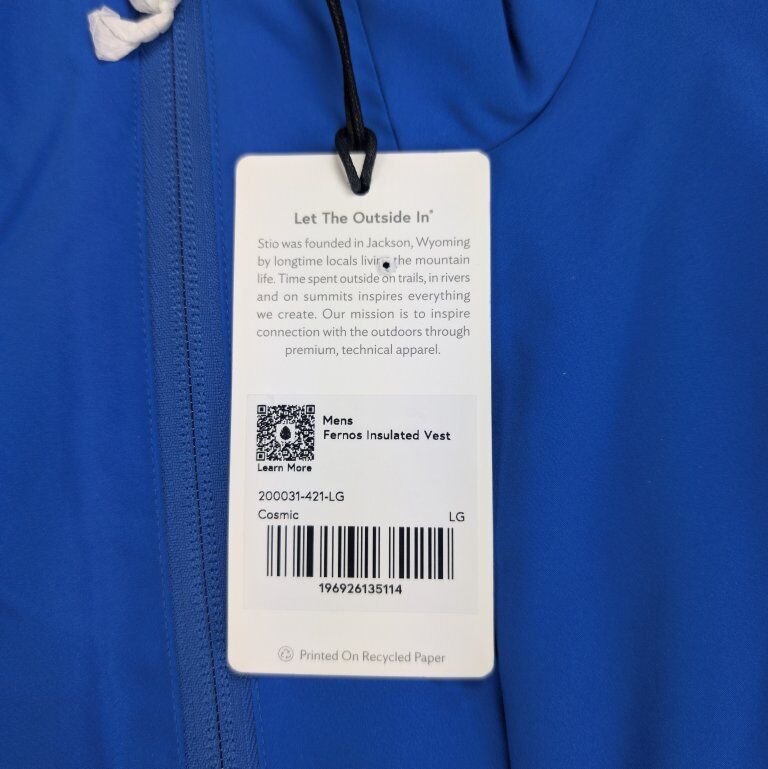 Let The Outside In®
Stio was founded in Jackson, Wyoming
by longtime locals the mountain
life. Time spent outside on trails, in rivers
and on summits inspires everything
we create. Our mission is to inspire
connection with the outdoors through
premium, technical apparel.
Mens
Fernos Insulated Vest
Learn More
200031-421-LG
Cosmic LG
196926135114
Printed On Recycled Paper